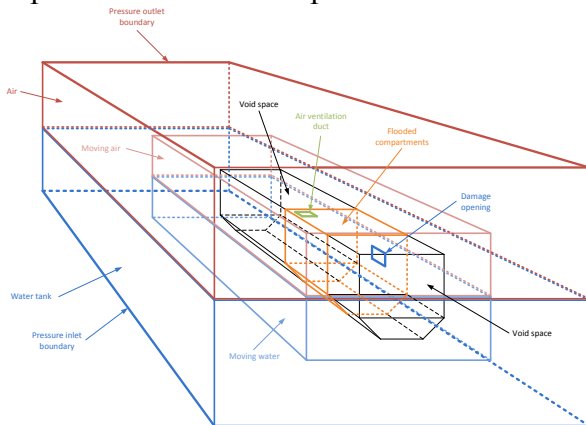 Pressure outlet
boundary
Air
Void space
Air ventilation
duct
Flooded
compartments
Moving air
Damage
opening
Water tank
Pressure inlet
boundary
Void space
Moving water